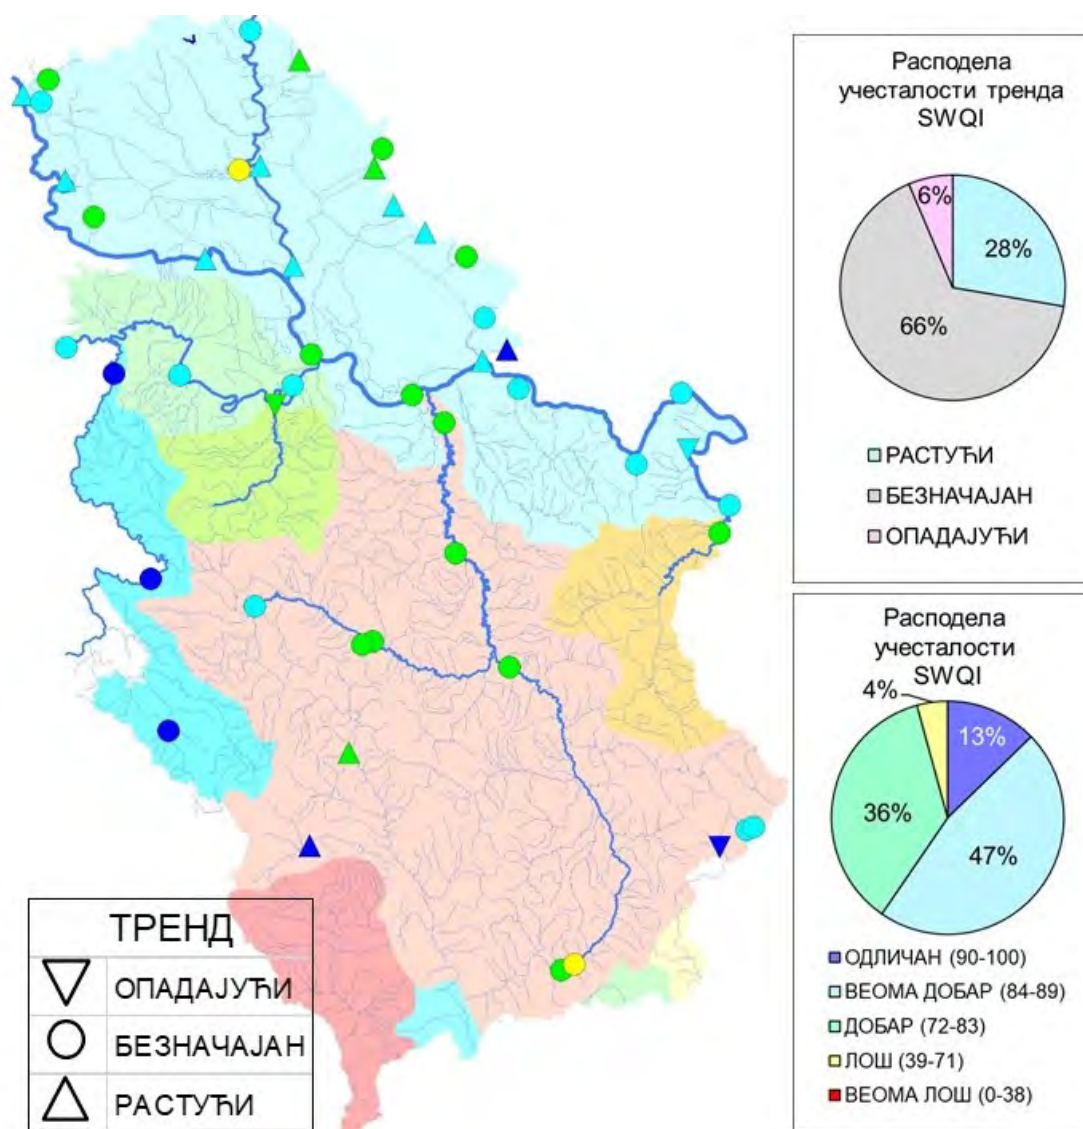 Расподела
учесталости тренда
SWQI
6%
28%
66%
РАСТУЋИ
БЕЗНАЧАЈАН
ОПАДАЈУЋИ
Расподела
учесталости
SWQI
4%
13%
36%
47%
ОДЛИЧАН (90-100)
ВЕОМА ДОБАР (84-89)
ДОБАР (72-83)
ЛОШ (39-71)
ВЕОМА ЛОШ (0-38)
ТРЕНД
ОПАДАЈУЋИ
БЕЗНАЧАЈАН
РАСТУЋИ